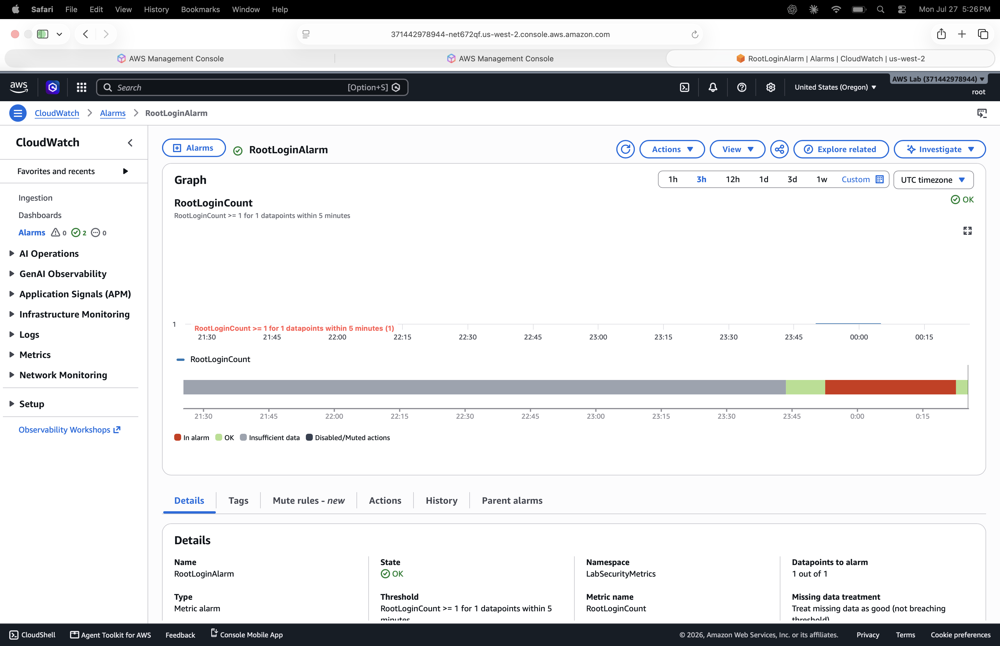 Safari File Edit View History Bookmarks Window Help Mon Jul 27 5:26 PM
371442978944-net672qf.us-west-2.console.aws.amazon.com
AWS Management Console AWS Management Console RootLoginAlarm | Alarms | CloudWatch | us-west-2
aws Search [Option+S] United States (Oregon) AWS Lab (371442978944)
root
CloudWatch Alarms RootLoginAlarm
CloudWatch
Favorites and recents
Ingestion
Dashboards
Alarms 0 2 0
AI Operations
GenAI Observability
Application Signals (APM)
Infrastructure Monitoring
Logs
Metrics
Network Monitoring
Setup
Observability Workshops
Alarms RootLoginAlarm Actions View Explore related Investigate
Graph 1h 3h 12h 1d 3d 1w Custom UTC timezone
RootLoginCount OK
RootLoginCount >= 1 for 1 datapoints within 5 minutes
1
RootLoginCount >= 1 for 1 datapoints within 5 minutes (1)
21:30 21:45 22:00 22:15 22:30 22:45 23:00 23:15 23:30 23:45 00:00 00:15
RootLoginCount
21:30 21:45 22:00 22:15 22:30 22:45 23:00 23:15 23:30 23:45 0:00 0:15
In alarm OK Insufficient data Disabled/Muted actions
Details Tags Mute rules - new Actions History Parent alarms
Details
Name State Namespace Datapoints to alarm
RootLoginAlarm OK LabSecurityMetrics 1 out of 1
Type Threshold Metric name Missing data treatment
Metric alarm RootLoginCount >= 1 for 1 datapoints within 5 RootLoginCount Treat missing data as good (not breaching
minutes threshold)
CloudShell Agent Toolkit for AWS Feedback Console Mobile App © 2026, Amazon Web Services, Inc. or its affiliates. Privacy Terms Cookie preferences